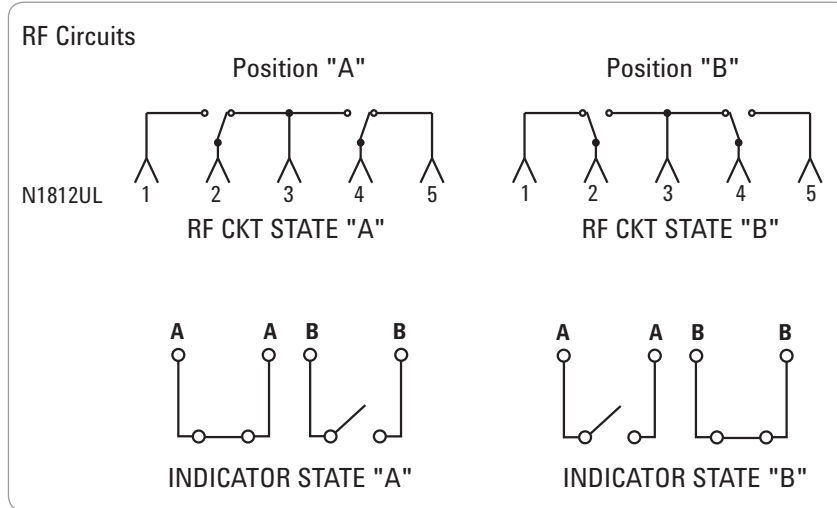 RF Circuits
Position "A" Position "B"
N1812UL 1 2 3 4 5 1 2 3 4 5
RF CKT STATE "A" RF CKT STATE "B"
A A B B A A B B
INDICATOR STATE "A" INDICATOR STATE "B"